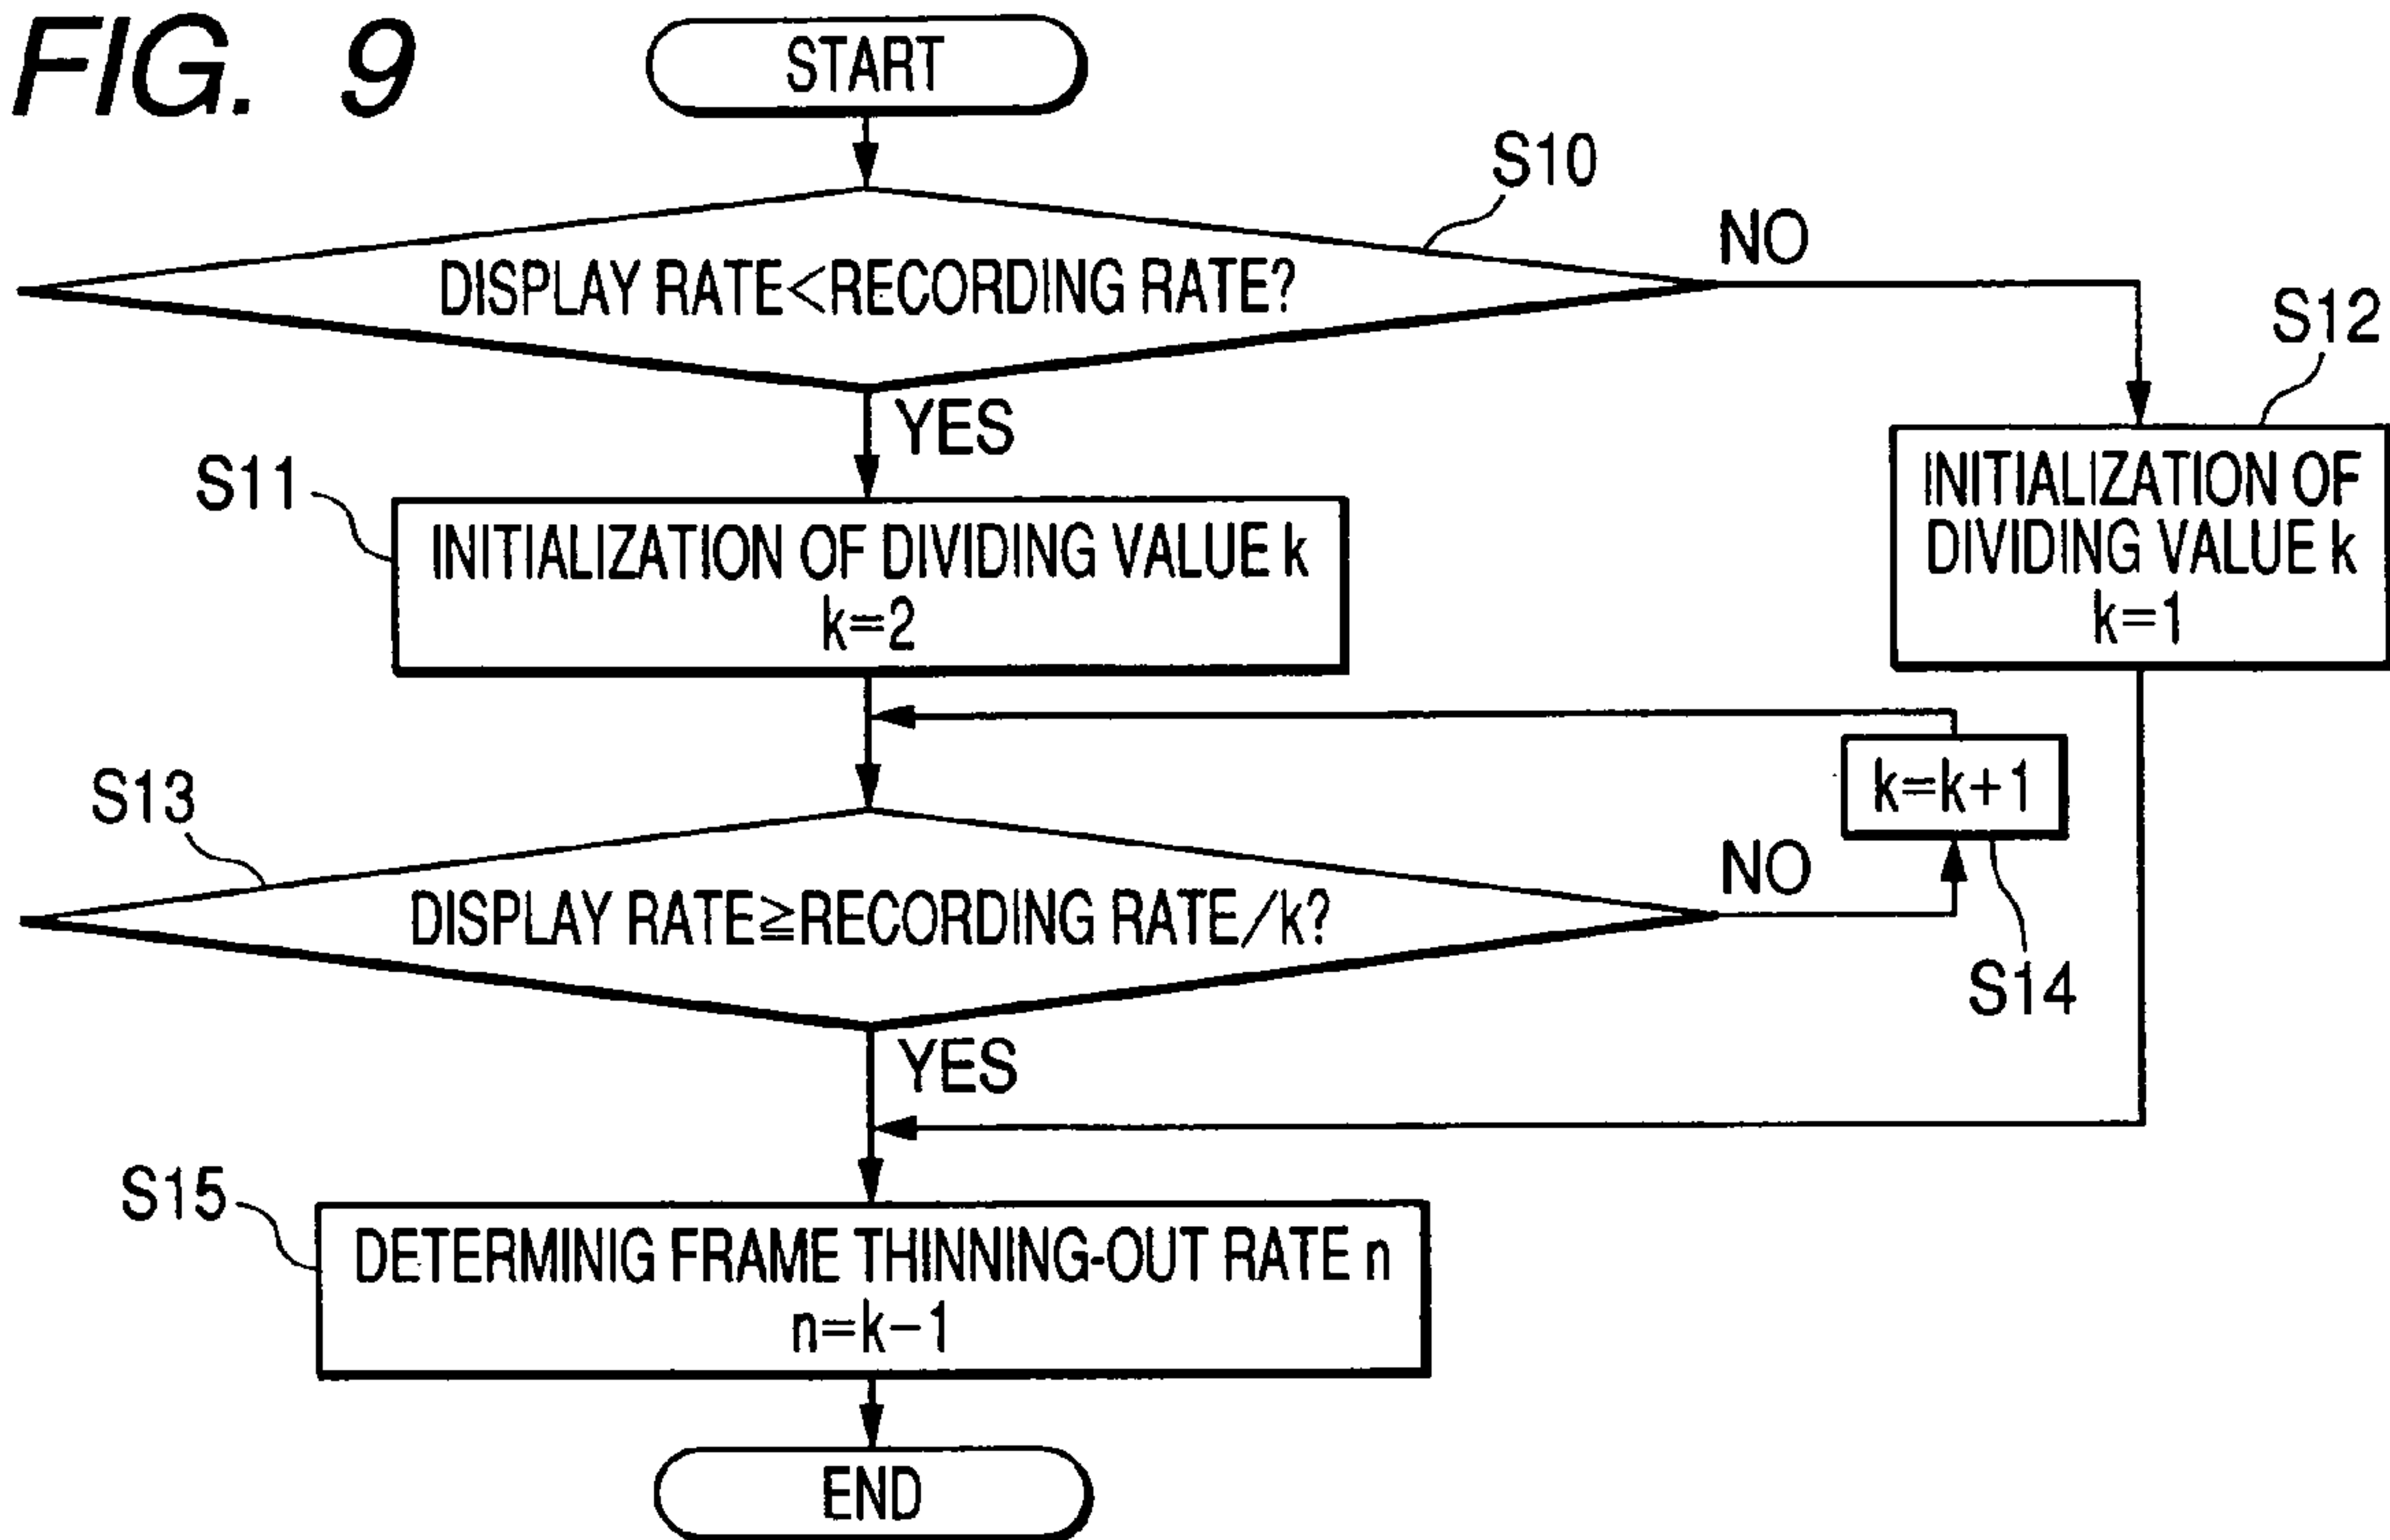 FIG. 9
START
S10
DISPLAY RATE<RECORDING RATE?
NO
YES
S12
INITIALIZATION OF
DIVIDING VALUE k
k=1
S11
INITIALIZATION OF DIVIDING VALUE k
k=2
k=k+1
S14
S13
DISPLAY RATE≧RECORDING RATE/k?
NO
YES
S15
DETERMINIG FRAME THINNING-OUT RATE n
n=k-1
END